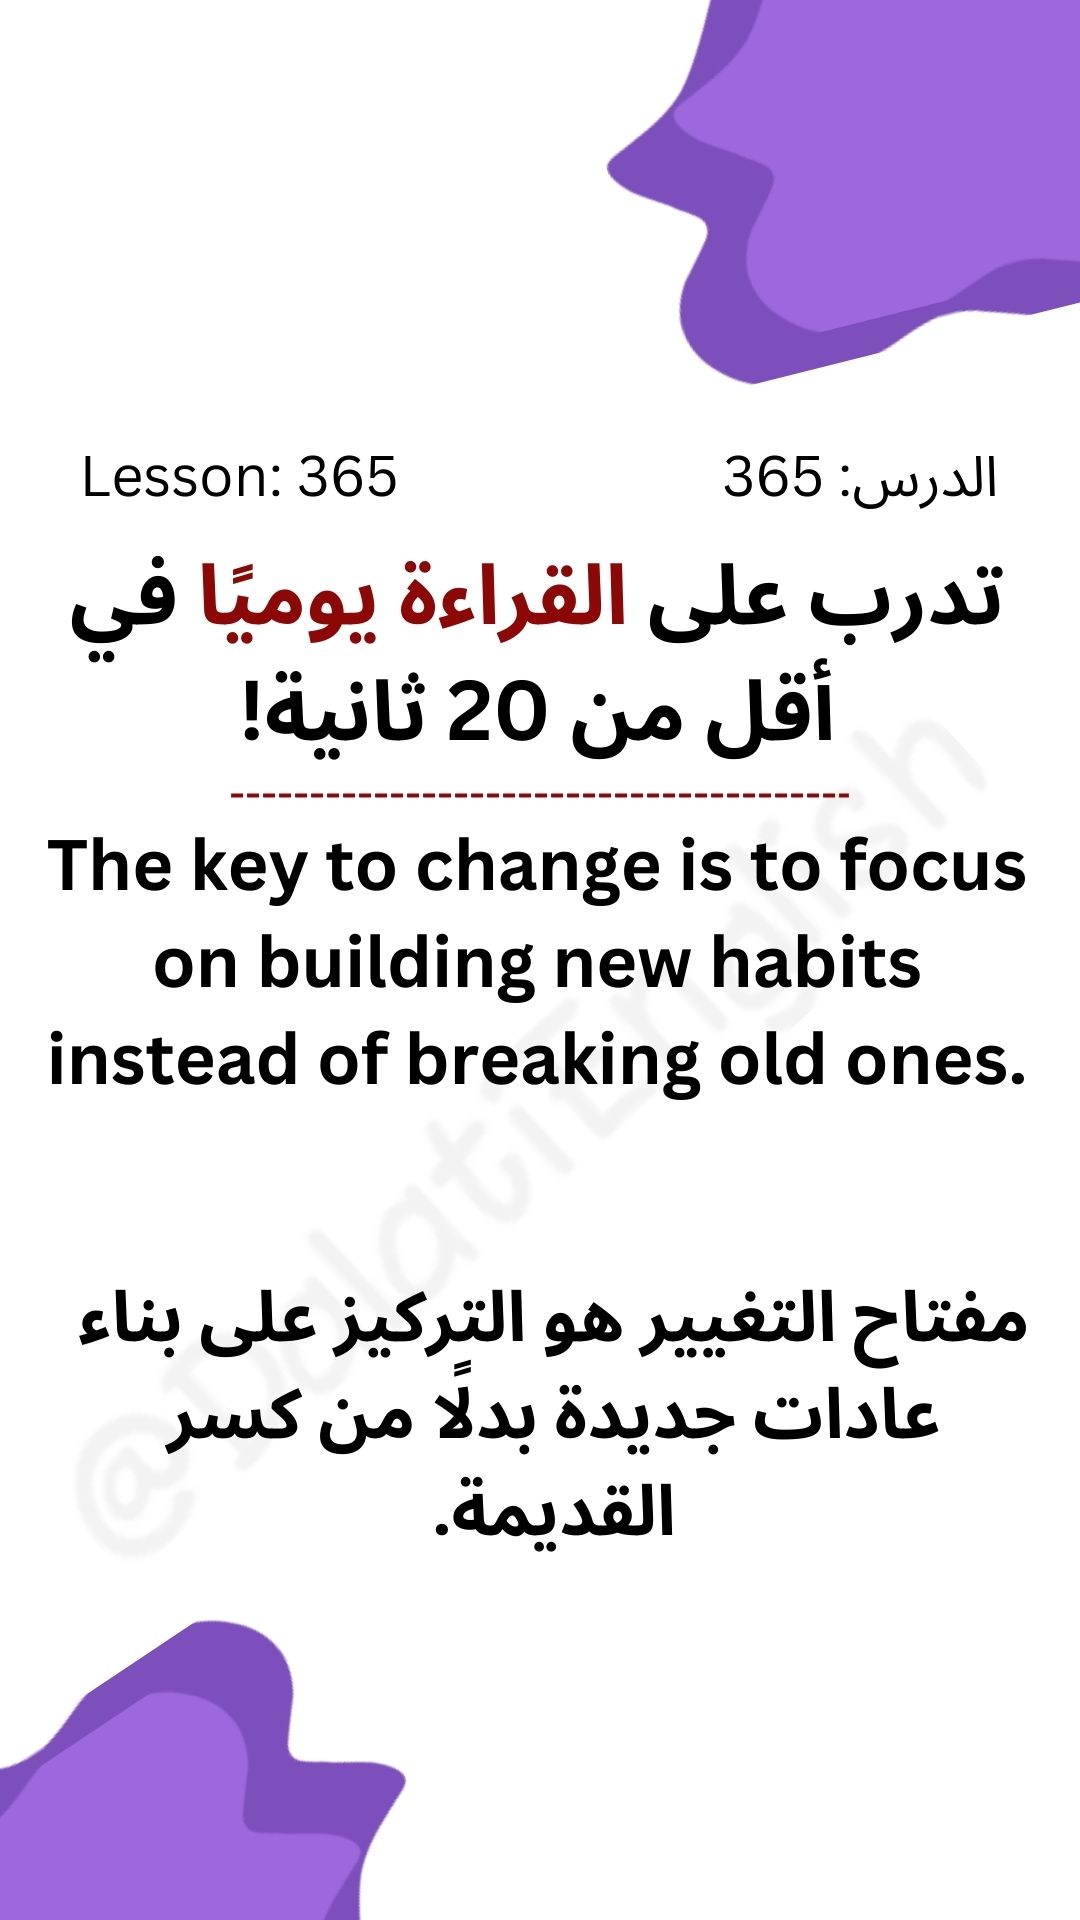 Lesson: 365
الدرس: 365
تدرب على القراءة يوميًا في
أقل من 20 ثانية!
--------------------------------------
The key to change is to focus
on building new habits
instead of breaking old ones.
مفتاح التغيير هو التركيز على بناء
عادات جديدة بدلًا من كسر
القديمة.
@DalatiEnglish